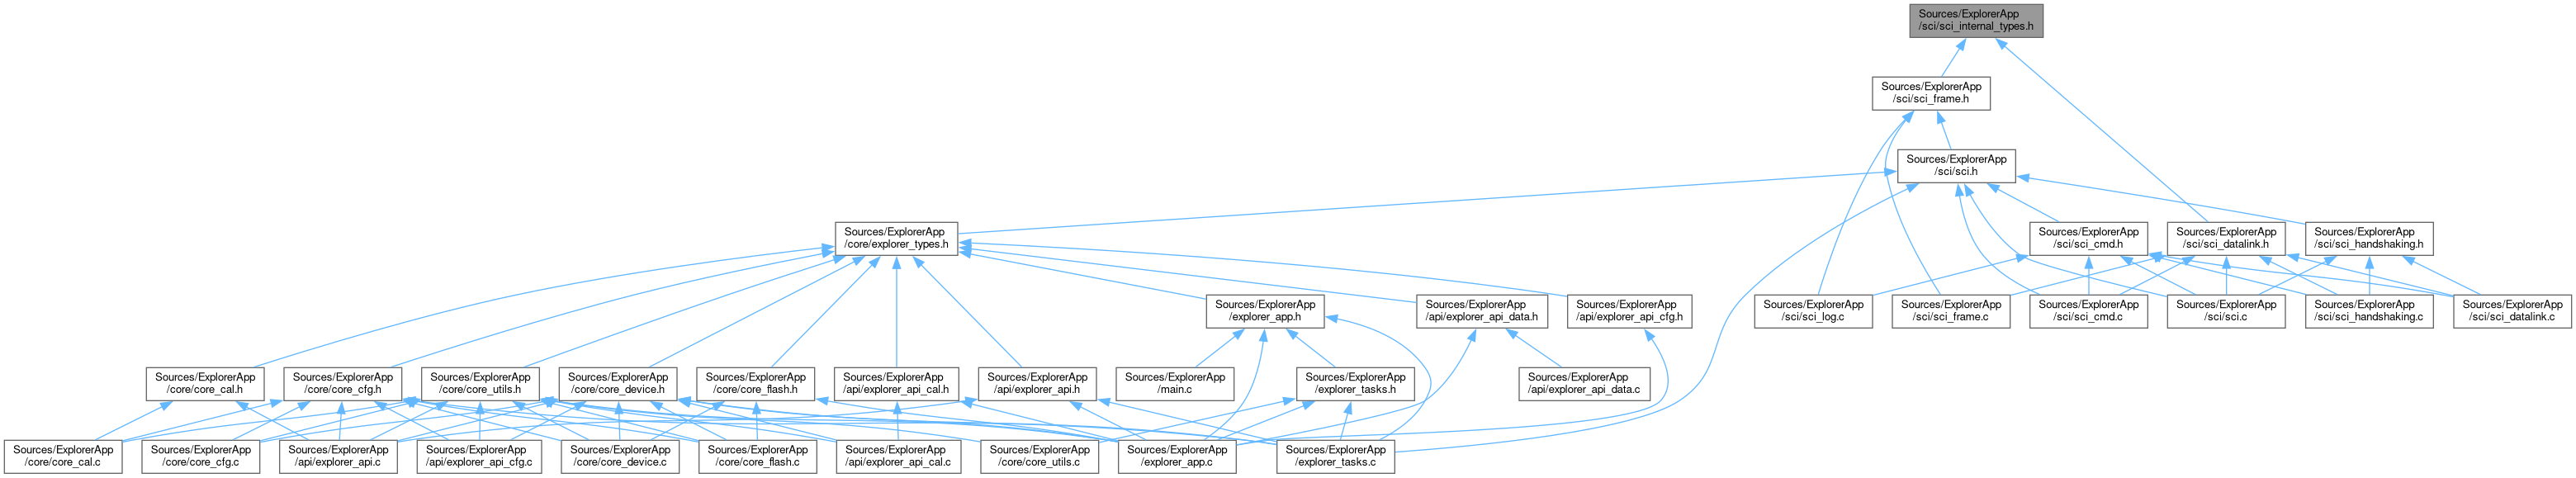 Sources/ExplorerApp
/sci/sci_internal_types.h
Sources/ExplorerApp
/sci/sci_frame.h
Sources/ExplorerApp
/sci/sci.h
Sources/ExplorerApp
/core/explorer_types.h
Sources/ExplorerApp
/sci/sci_cmd.h
Sources/ExplorerApp
/sci/sci_datalink.h
Sources/ExplorerApp
/sci/sci_handshaking.h
Sources/ExplorerApp
/explorer_app.h
Sources/ExplorerApp
/api/explorer_api_data.h
Sources/ExplorerApp
/api/explorer_api_cfg.h
Sources/ExplorerApp
/sci/sci_log.c
Sources/ExplorerApp
/sci/sci_frame.c
Sources/ExplorerApp
/sci/sci_cmd.c
Sources/ExplorerApp
/sci/sci.c
Sources/ExplorerApp
/sci/sci_handshaking.c
Sources/ExplorerApp
/sci/sci_datalink.c
Sources/ExplorerApp
/core/core_cal.h
Sources/ExplorerApp
/core/core_cfg.h
Sources/ExplorerApp
/core/core_utils.h
Sources/ExplorerApp
/core/core_device.h
Sources/ExplorerApp
/core/core_flash.h
Sources/ExplorerApp
/api/explorer_api_cal.h
Sources/ExplorerApp
/api/explorer_api.h
Sources/ExplorerApp
/main.c
Sources/ExplorerApp
/explorer_tasks.h
Sources/ExplorerApp
/api/explorer_api_data.c
Sources/ExplorerApp
/core/core_cal.c
Sources/ExplorerApp
/core/core_cfg.c
Sources/ExplorerApp
/api/explorer_api.c
Sources/ExplorerApp
/api/explorer_api_cfg.c
Sources/ExplorerApp
/core/core_device.c
Sources/ExplorerApp
/core/core_flash.c
Sources/ExplorerApp
/api/explorer_api_cal.c
Sources/ExplorerApp
/core/core_utils.c
Sources/ExplorerApp
/explorer_app.c
Sources/ExplorerApp
/explorer_tasks.c